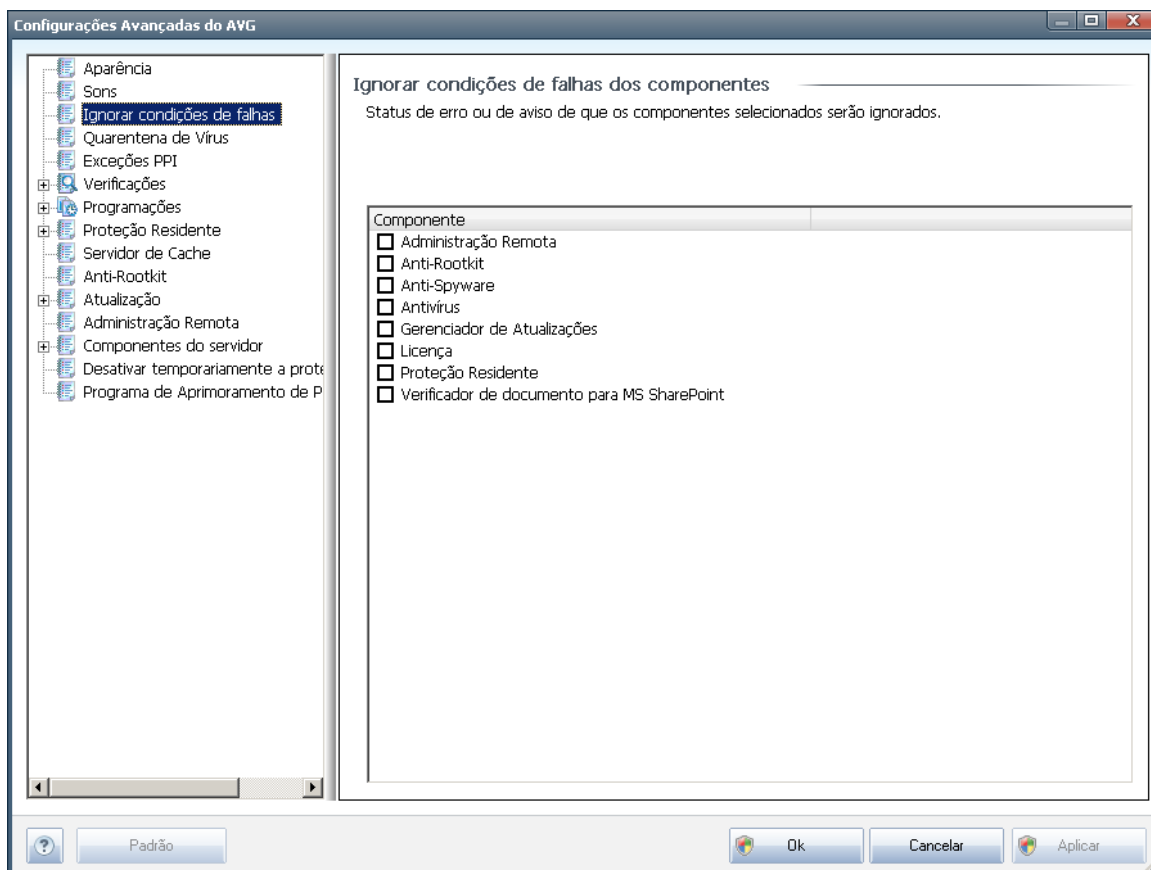 Configurações Avançadas do AVG
Aparência
Sons
Ignorar condições de falhas
Quarentena de Vírus
Exceções PPI
Verificações
Programações
Proteção Residente
Servidor de Cache
Anti-Rootkit
Atualização
Administração Remota
Componentes do servidor
Desativar temporariamente a prote
Programa de Aprimoramento de P
Ignorar condições de falhas dos componentes
Status de erro ou de aviso de que os componentes selecionados serão ignorados.
Componente
Administração Remota
Anti-Rootkit
Anti-Spyware
Antivírus
Gerenciador de Atualizações
Licença
Proteção Residente
Verificador de documento para MS SharePoint
?
Padrão
Ok
Cancelar
Aplicar